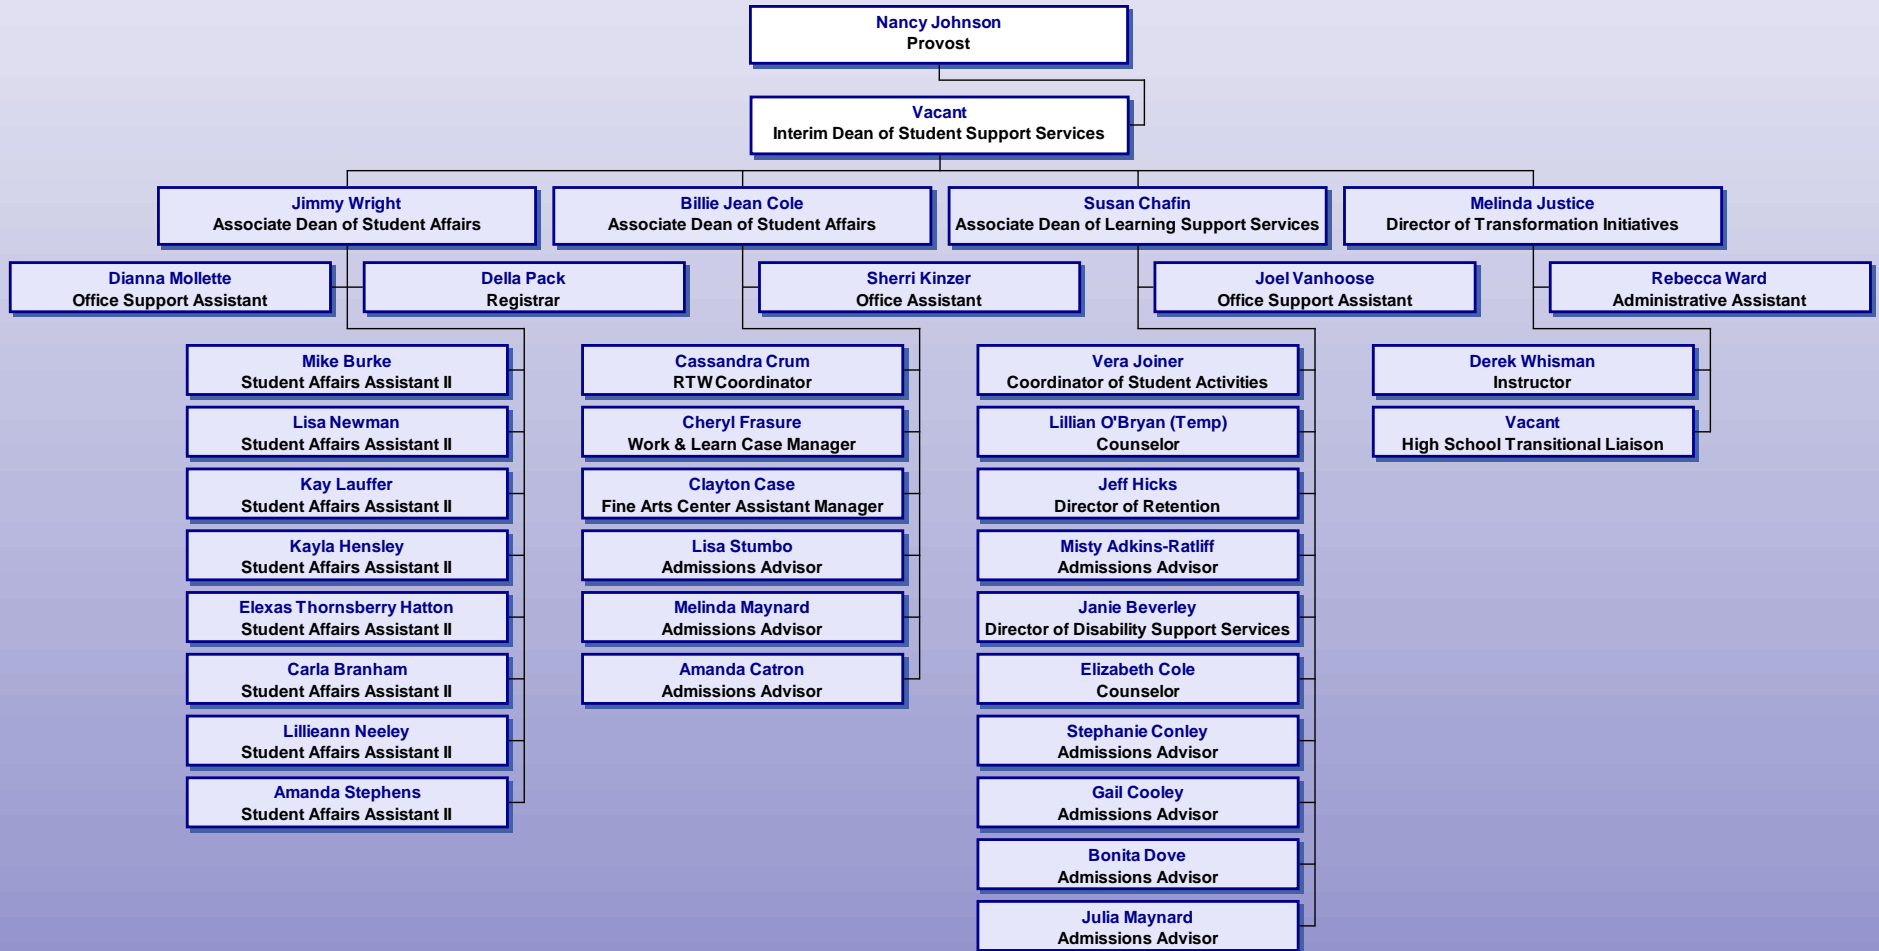 Nancy Johnson
Provost
Vacant
Interim Dean of Student Support Services
Jimmy Wright
Associate Dean of Student Affairs
Billie Jean Cole
Associate Dean of Student Affairs
Susan Chafin
Associate Dean of Learning Support Services
Melinda Justice
Director of Transformation Initiatives
Dianna Mollette
Office Support Assistant
Della Pack
Registrar
Sherri Kinzer
Office Assistant
Joel Vanhoose
Office Support Assistant
Rebecca Ward
Administrative Assistant
Mike Burke
Student Affairs Assistant II
Lisa Newman
Student Affairs Assistant II
Kay Lauffer
Student Affairs Assistant II
Kayla Hensley
Student Affairs Assistant II
Elexas Thornsberry Hatton
Student Affairs Assistant II
Carla Branham
Student Affairs Assistant II
Lillieann Neeley
Student Affairs Assistant II
Amanda Stephens
Student Affairs Assistant II
Cassandra Crum
RTW Coordinator
Cheryl Frasure
Work & Learn Case Manager
Clayton Case
Fine Arts Center Assistant Manager
Lisa Stumbo
Admissions Advisor
Melinda Maynard
Admissions Advisor
Amanda Catron
Admissions Advisor
Vera Joiner
Coordinator of Student Activities
Lillian O'Bryan (Temp)
Counselor
Jeff Hicks
Director of Retention
Misty Adkins-Ratliff
Admissions Advisor
Janie Beverley
Director of Disability Support Services
Elizabeth Cole
Counselor
Stephanie Conley
Admissions Advisor
Gail Cooley
Admissions Advisor
Bonita Dove
Admissions Advisor
Julia Maynard
Admissions Advisor
Derek Whisman
Instructor
Vacant
High School Transitional Liaison